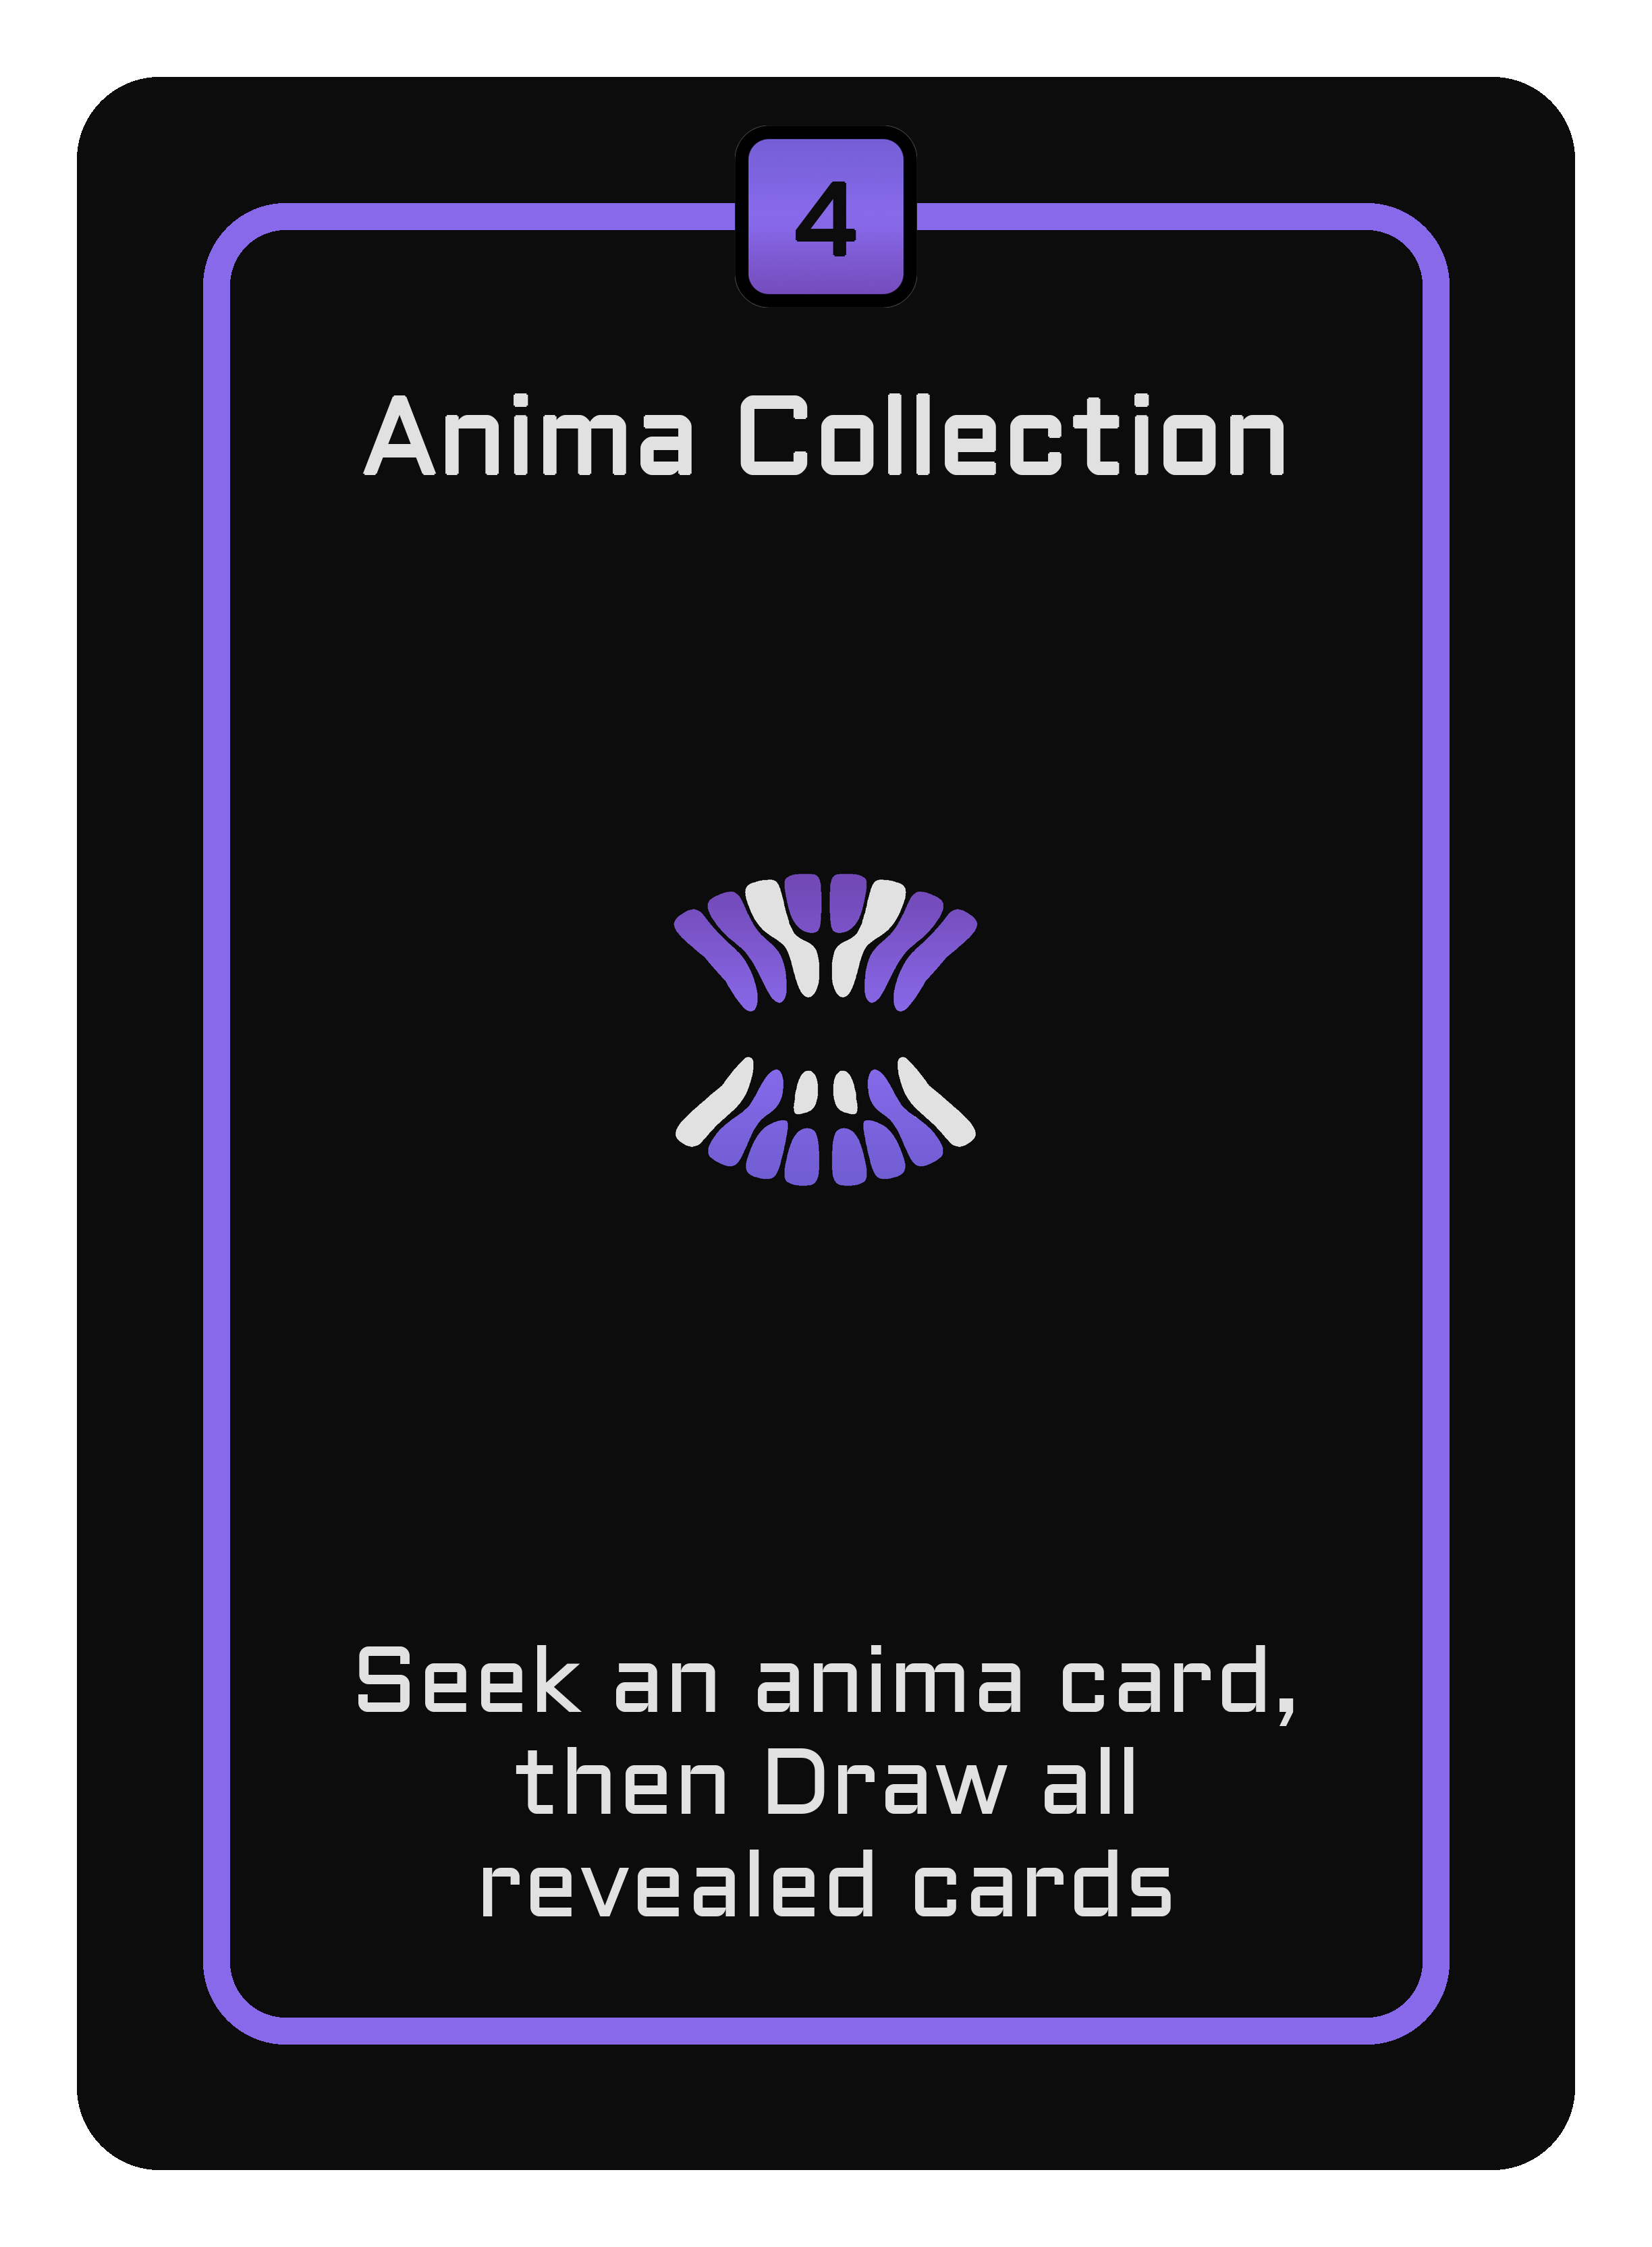 4
Anima Collection
Seek an anima card,
then Draw all
revealed cards